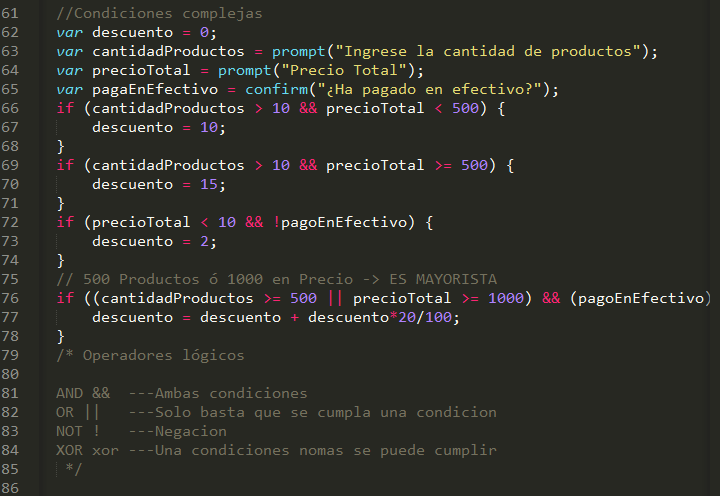 61 //Condiciones complejas
62 var descuento = 0;
63 var cantidadProductos = prompt("Ingrese la cantidad de productos");
64 var precioTotal = prompt("Precio Total");
65 var pagaEnEfectivo = confirm("¿Ha pagado en efectivo?");
66 if (cantidadProductos > 10 && precioTotal < 500) {
67 descuento = 10;
68 }
69 if (cantidadProductos > 10 && precioTotal >= 500) {
70 descuento = 15;
71 }
72 if (precioTotal < 10 && !pagoEnEfectivo) {
73 descuento = 2;
74 }
75 // 500 Productos ó 1000 en Precio -> ES MAYORISTA
76 if ((cantidadProductos >= 500 || precioTotal >= 1000) && (pagoEnEfectivo)
77 descuento = descuento + descuento*20/100;
78 }
79 /* Operadores lógicos
80
81 AND && ---Ambas condiciones
82 OR || ---Solo basta que se cumpla una condicion
83 NOT ! ---Negacion
84 XOR xor ---Una condiciones nomas se puede cumplir
85 */
86